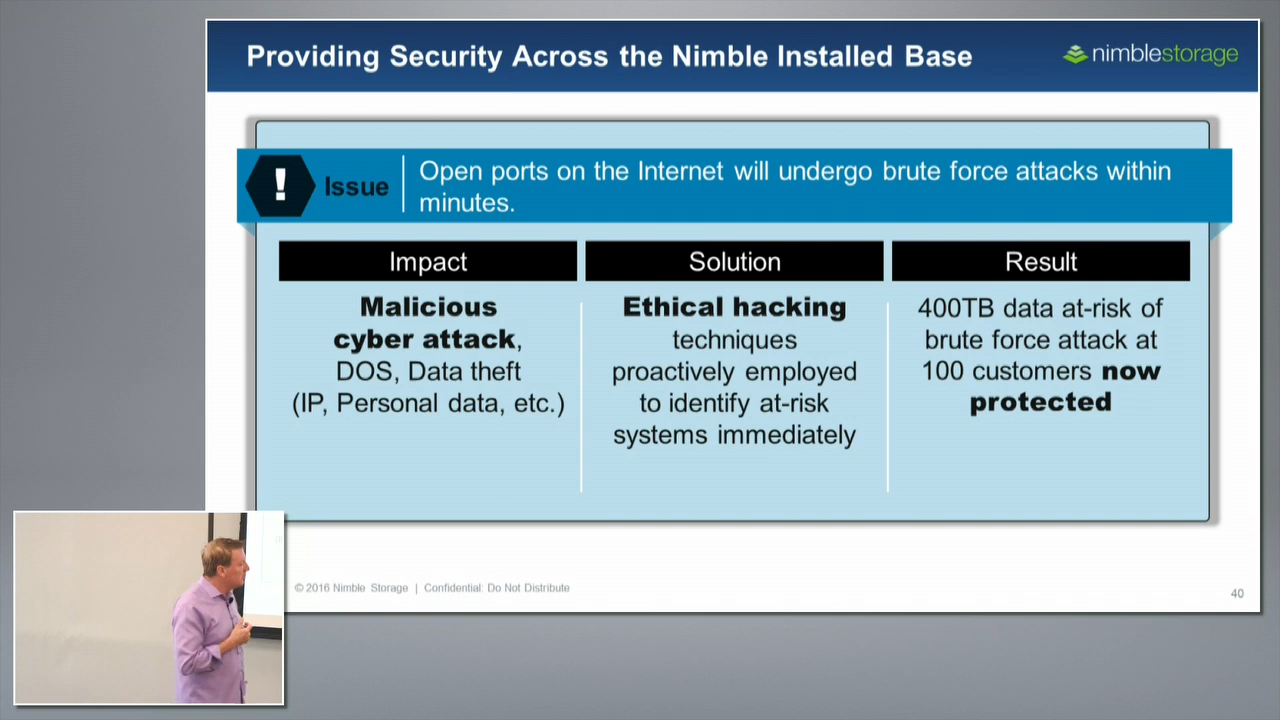 Providing Security Across the Nimble Installed Base
nimblestorage
!
Issue
Open ports on the Internet will undergo brute force attacks within
minutes.
Impact
Malicious
cyber attack,
DOS, Data theft
(IP, Personal data, etc.)
Solution
Ethical hacking
techniques
proactively employed
to identify at-risk
systems immediately
Result
400TB data at-risk of
brute force attack at
100 customers now
protected
© 2016 Nimble Storage | Confidential: Do Not Distribute
40